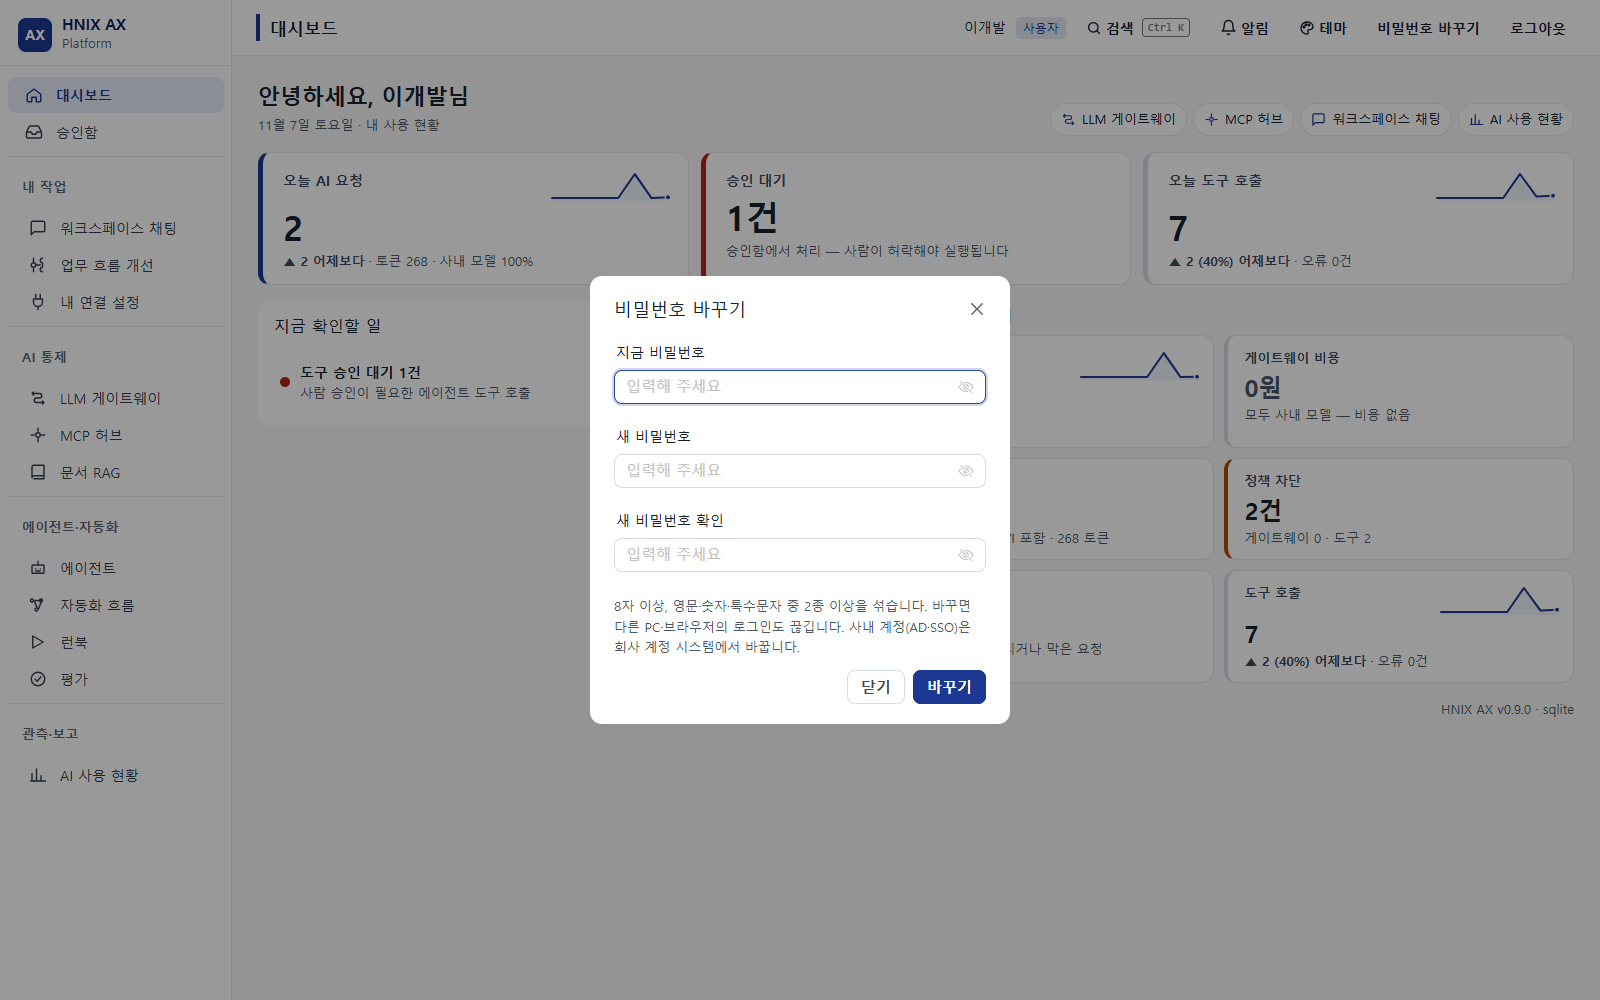 AX
HNIX AX
Platform
대시보드
승인함
내 작업
워크스페이스 채팅
업무 흐름 개선
내 연결 설정
AI 통제
LLM 게이트웨이
MCP 허브
문서 RAG
에이전트·자동화
에이전트
자동화 흐름
런북
평가
관측·보고
AI 사용 현황
대시보드
이개발 사용자 검색 Ctrl K 알림 테마 비밀번호 바꾸기 로그아웃
안녕하세요, 이개발님
11월 7일 토요일 · 내 사용 현황
LLM 게이트웨이 MCP 허브 워크스페이스 채팅 AI 사용 현황
오늘 AI 요청
2
▲ 2 어제보다 · 토큰 268 · 사내 모델 100%
승인 대기
1건
승인함에서 처리 — 사람이 허락해야 실행됩니다
오늘 도구 호출
7
▲ 2 (40%) 어제보다 · 오류 0건
지금 확인할 일
도구 승인 대기 1건
사람 승인이 필요한 에이전트 도구 호출
비밀번호 바꾸기
지금 비밀번호
입력해 주세요
새 비밀번호
입력해 주세요
새 비밀번호 확인
입력해 주세요
8자 이상, 영문·숫자·특수문자 중 2종 이상을 섞습니다. 바꾸면
다른 PC·브라우저의 로그인도 끊깁니다. 사내 계정(AD·SSO)은
회사 계정 시스템에서 바꿉니다.
닫기 바꾸기
게이트웨이 비용
0원
모두 사내 모델 — 비용 없음
포함 · 268 토큰
정책 차단
2건
게이트웨이 0 · 도구 2
막은 요청
도구 호출
7
▲ 2 (40%) 어제보다 · 오류 0건
HNIX AX v0.9.0 · sqlite